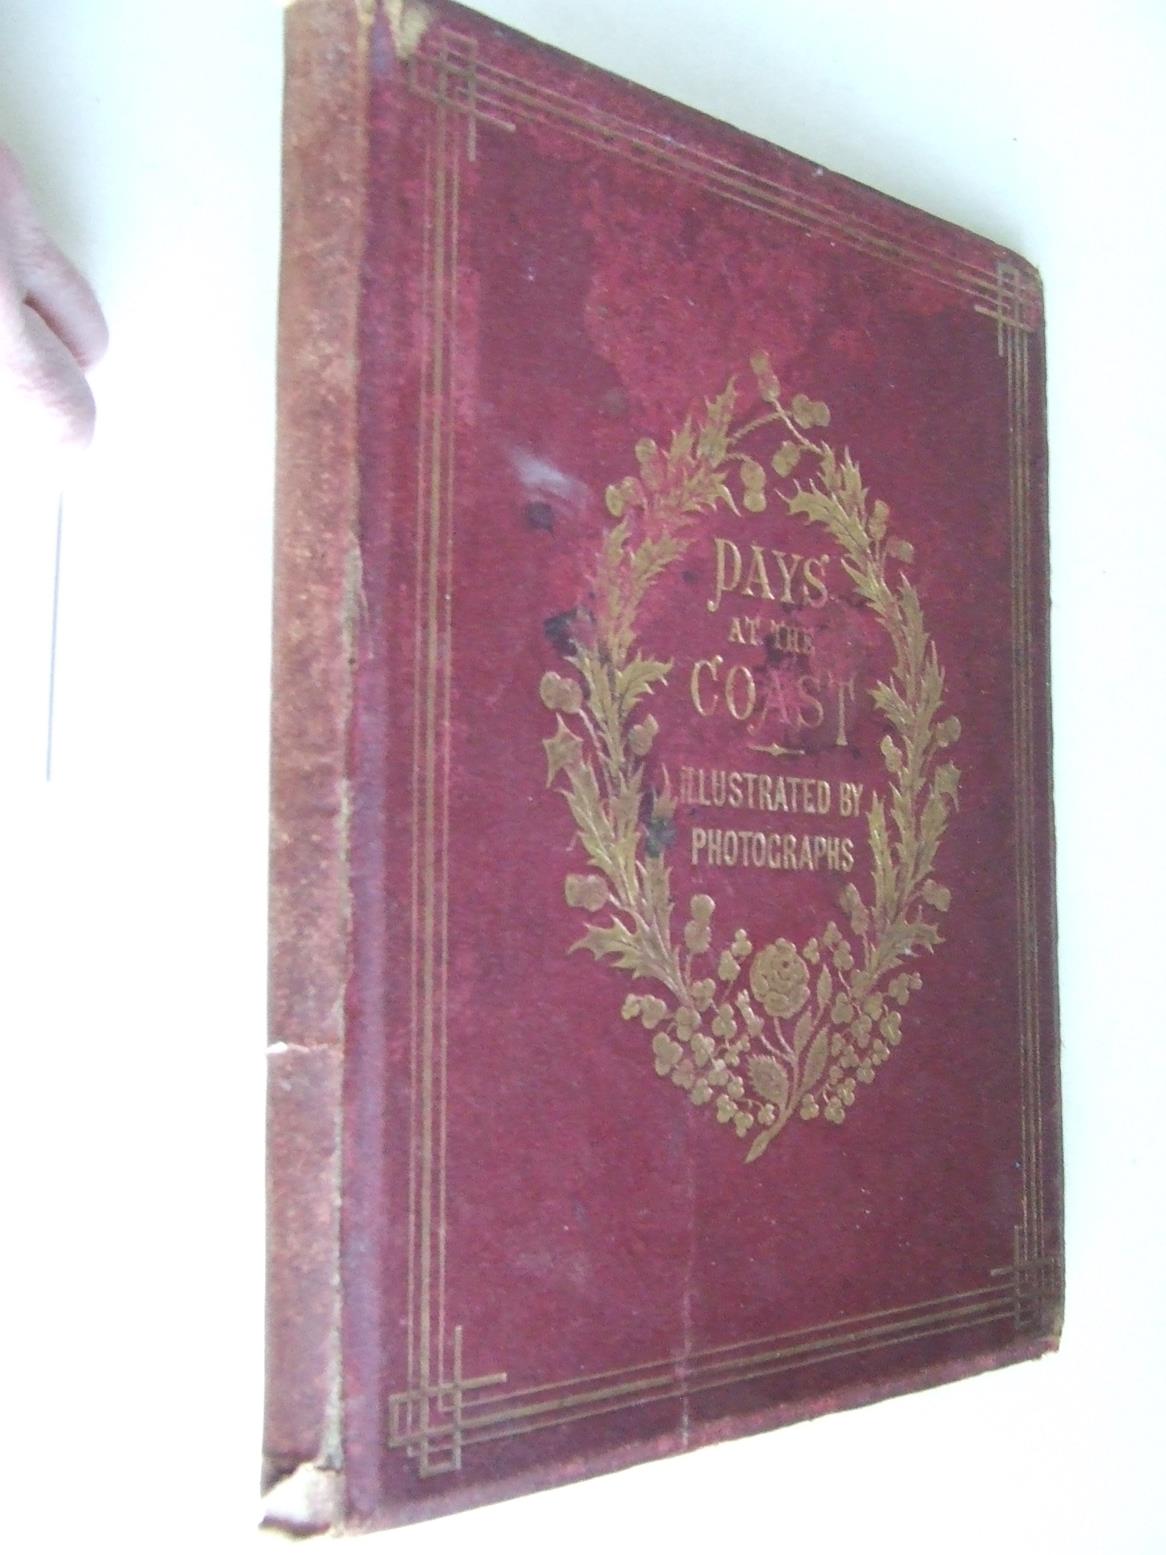 DAYS
AT THE
COAST
ILLUSTRATED BY
PHOTOGRAPHS